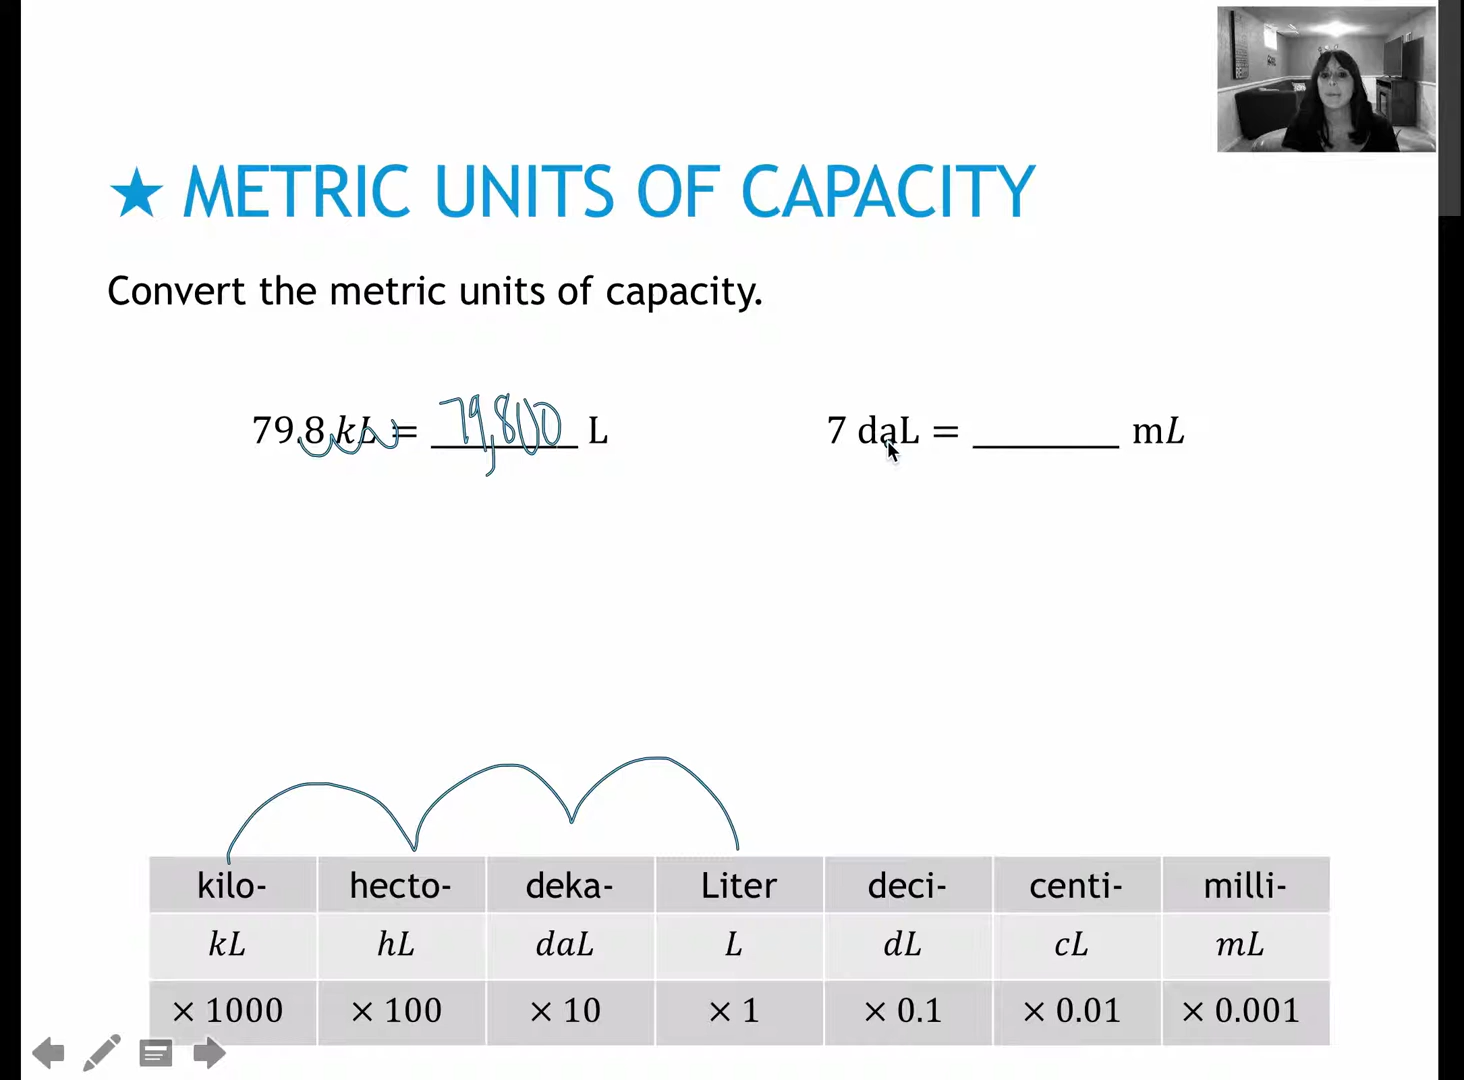 ★ METRIC UNITS OF CAPACITY
Convert the metric units of capacity.
79.8 kL = 79,800 L
7 daL = ______ mL
kilo- hecto- deka- Liter deci- centi- milli-
kL hL daL L dL cL mL
× 1000 × 100 × 10 × 1 × 0.1 × 0.01 × 0.001